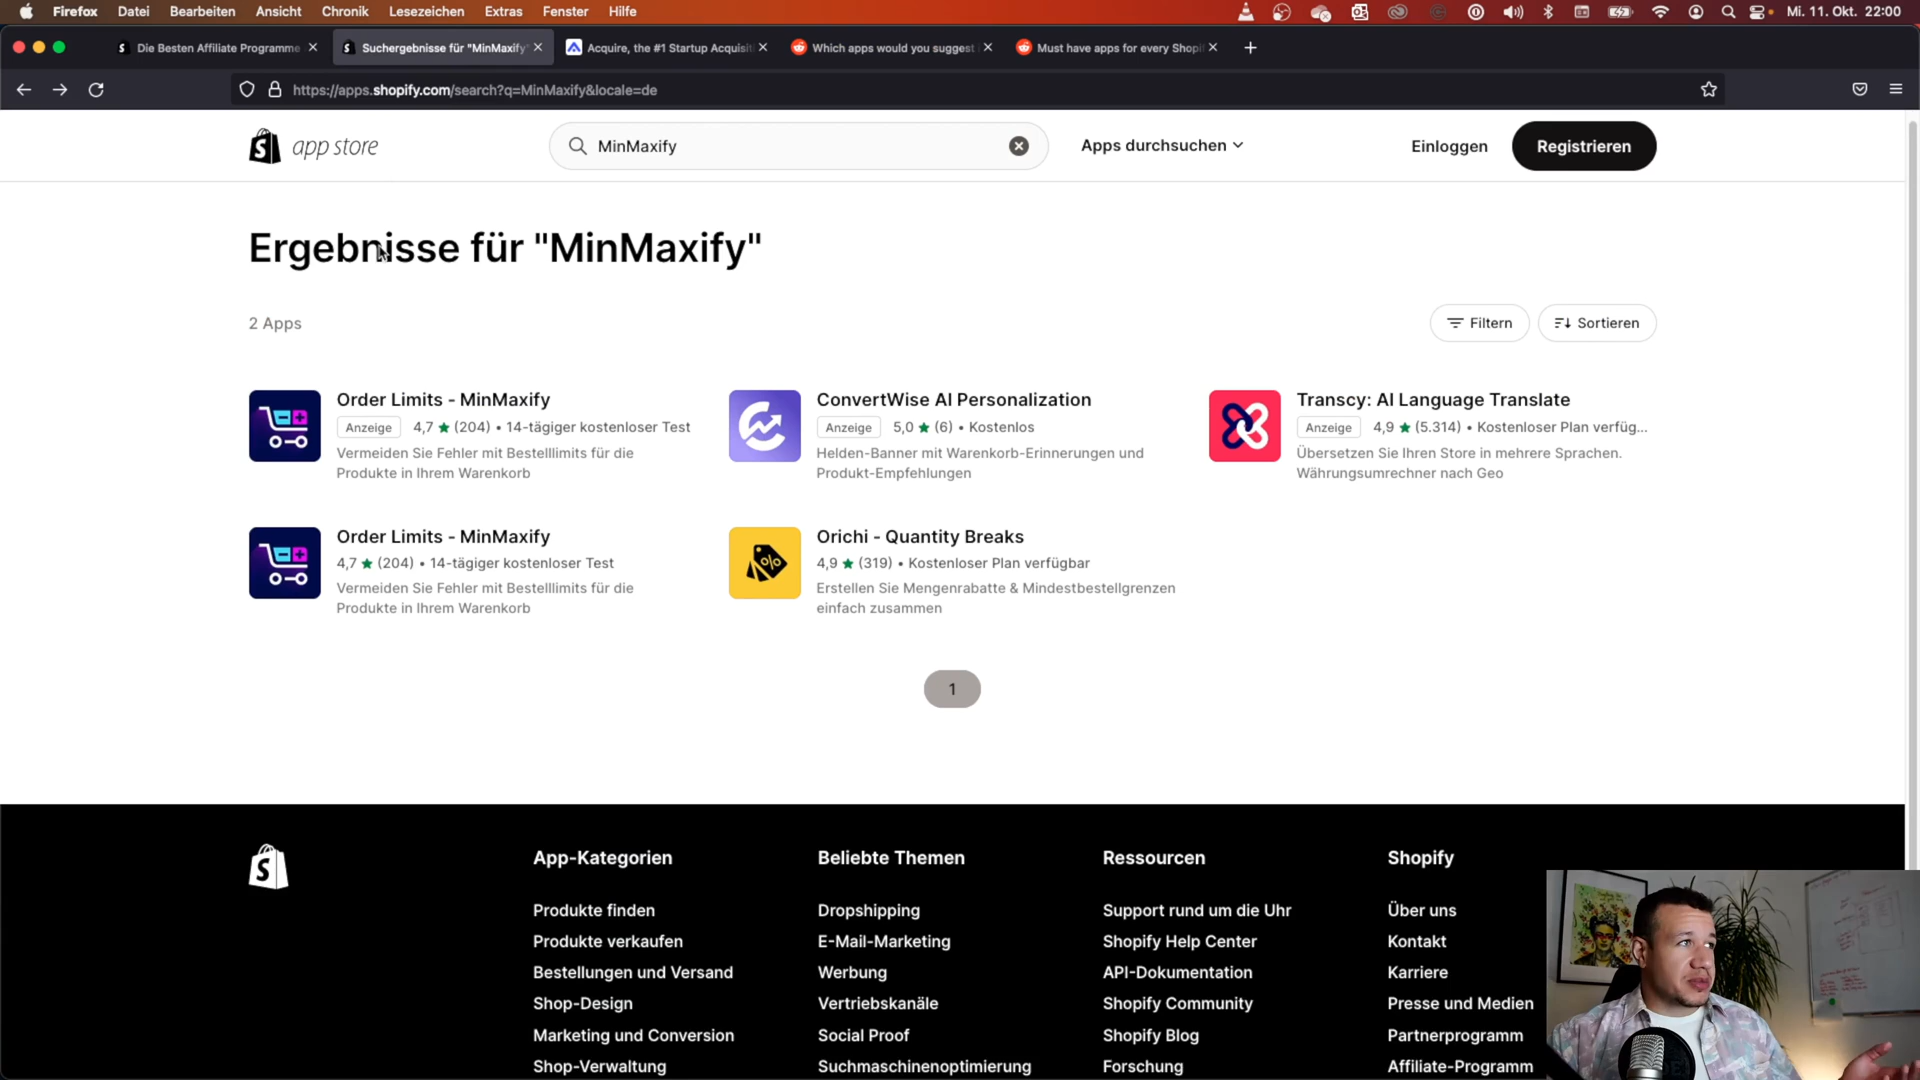 Firefox Datei Bearbeiten Ansicht Chronik Lesezeichen Extras Fenster Hilfe Mi. 11. Okt. 22:00
Die Besten Affiliate Programme Suchergebnisse für "MinMaxify" Acquire, the #1 Startup Acquisiti Which apps would you suggest Must have apps for every Shopi
https://apps.shopify.com/search?q=MinMaxify&locale=de
app store MinMaxify Apps durchsuchen Einloggen Registrieren
Ergebnisse für "MinMaxify"
2 Apps Filtern Sortieren
Order Limits - MinMaxify
Anzeige 4,7 ★ (204) • 14-tägiger kostenloser Test
Vermeiden Sie Fehler mit Bestelllimits für die
Produkte in Ihrem Warenkorb
ConvertWise AI Personalization
Anzeige 5,0 ★ (6) • Kostenlos
Helden-Banner mit Warenkorb-Erinnerungen und
Produkt-Empfehlungen
Transcy: AI Language Translate
Anzeige 4,9 ★ (5.314) • Kostenloser Plan verfüg...
Übersetzen Sie Ihren Store in mehrere Sprachen.
Währungsumrechner nach Geo
Order Limits - MinMaxify
4,7 ★ (204) • 14-tägiger kostenloser Test
Vermeiden Sie Fehler mit Bestelllimits für die
Produkte in Ihrem Warenkorb
Orichi - Quantity Breaks
4,9 ★ (319) • Kostenloser Plan verfügbar
Erstellen Sie Mengenrabatte & Mindestbestellgrenzen
einfach zusammen
1
App-Kategorien
Produkte finden
Produkte verkaufen
Bestellungen und Versand
Shop-Design
Marketing und Conversion
Shop-Verwaltung
Beliebte Themen
Dropshipping
E-Mail-Marketing
Werbung
Vertriebskanäle
Social Proof
Suchmaschinenoptimierung
Ressourcen
Support rund um die Uhr
Shopify Help Center
API-Dokumentation
Shopify Community
Shopify Blog
Forschung
Shopify
Über uns
Kontakt
Karriere
Presse und Medien
Partnerprogramm
Affiliate-Programm